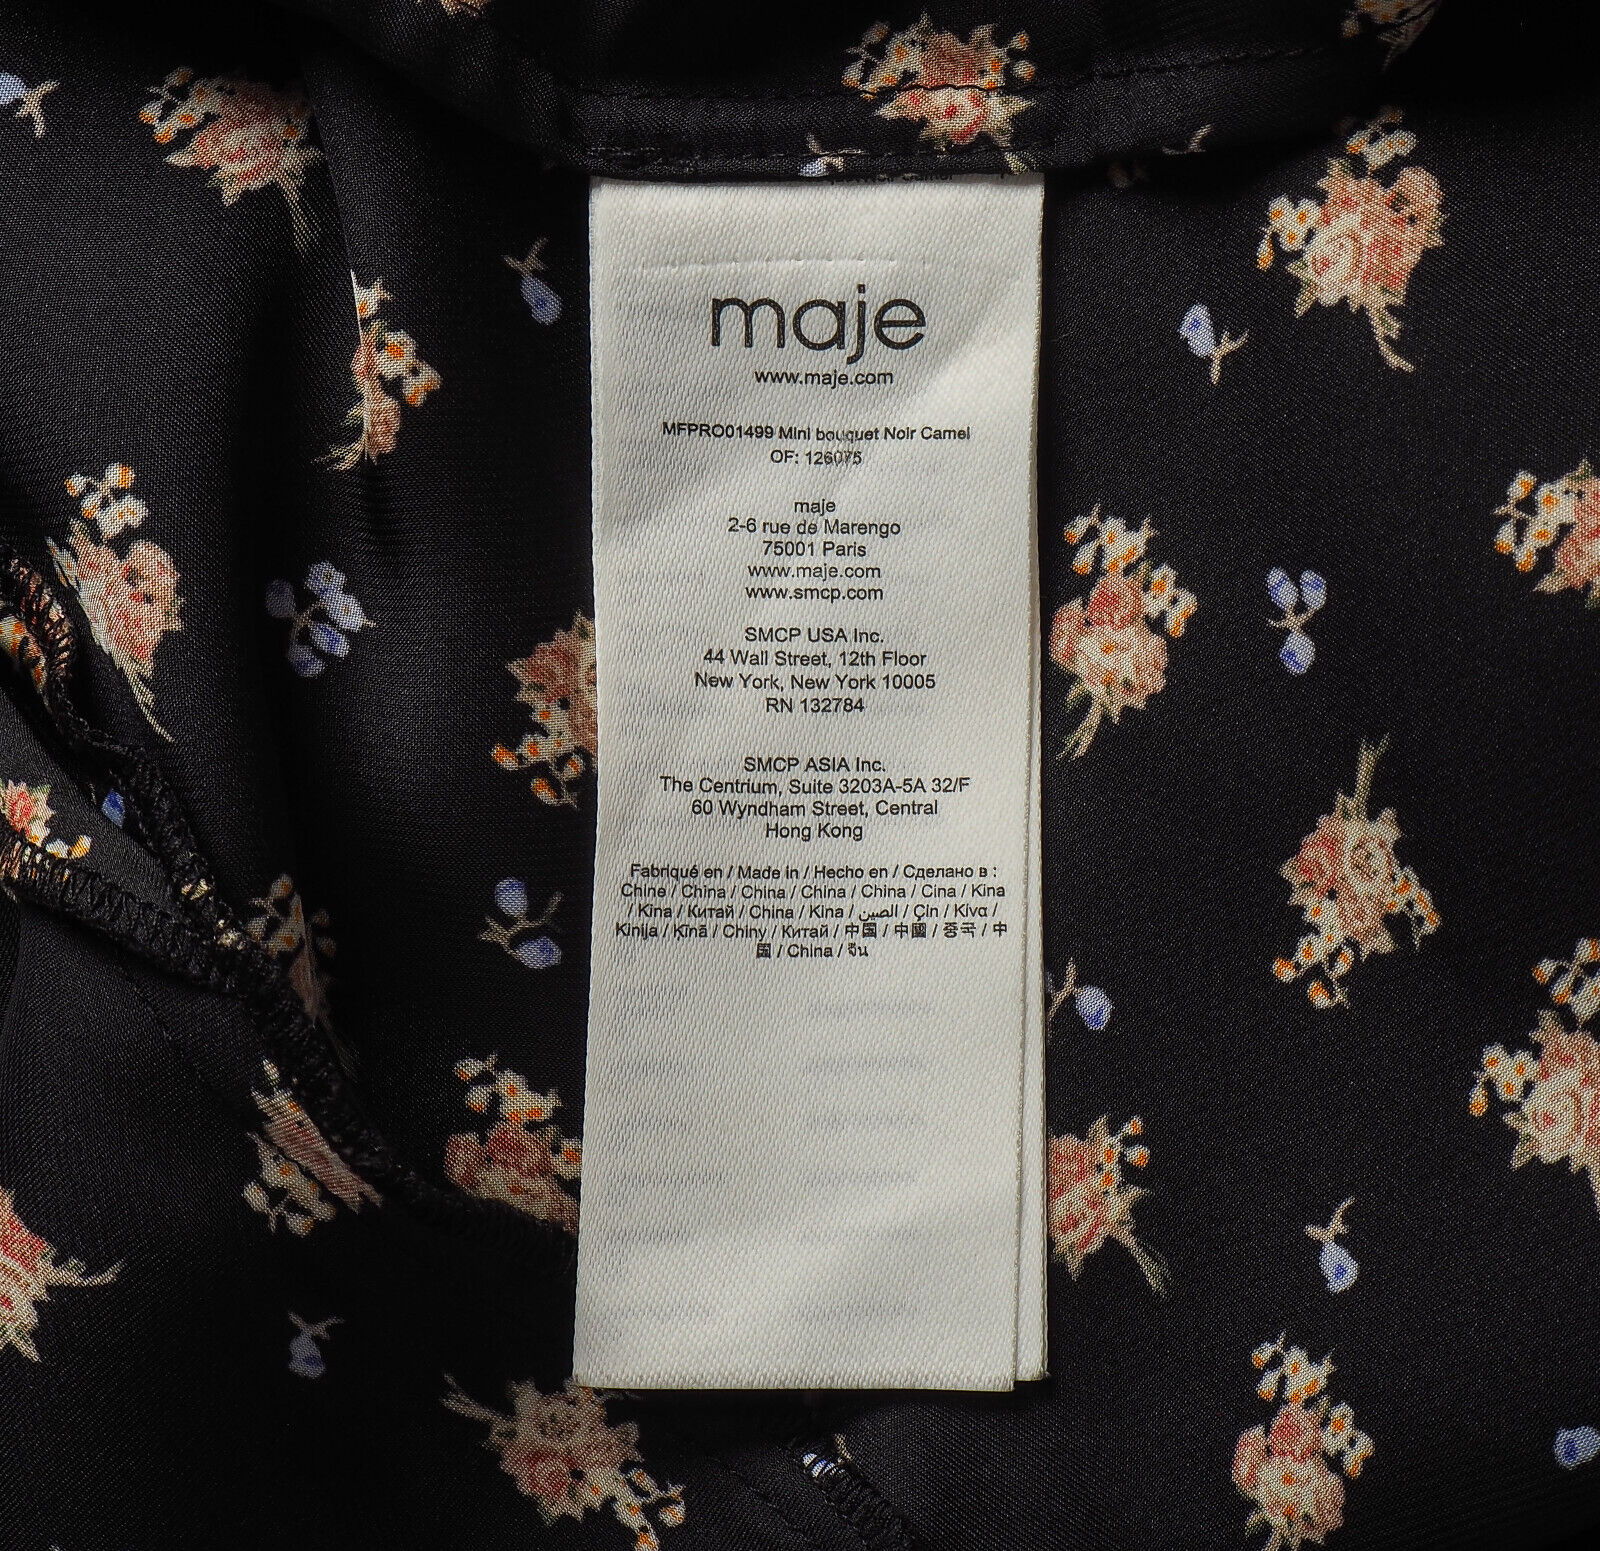 maje
www.maje.com
MFPRO01499 Mini bouquet Noir Camel
OF: 126075
maje
2-6 rue de Marengo
75001 Paris
www.maje.com
www.smcp.com
SMCP USA Inc.
44 Wall Street, 12th Floor
New York, New York 10005
RN 132784
SMCP ASIA Inc.
The Centrium, Suite 3203A-5A 32/F
60 Wyndham Street, Central
Hong Kong
Fabriqué en / Made in / Hecho en / Сделано в :
Chine / China / China / China / China / Cina / Kina
/ Kina / Китай / China / Kina / الصين / Çin / Κίνα /
Kinija / Ķīnā / Chiny / Китай / 中国 / 中國 / 중국 / 中
国 / China / จีน